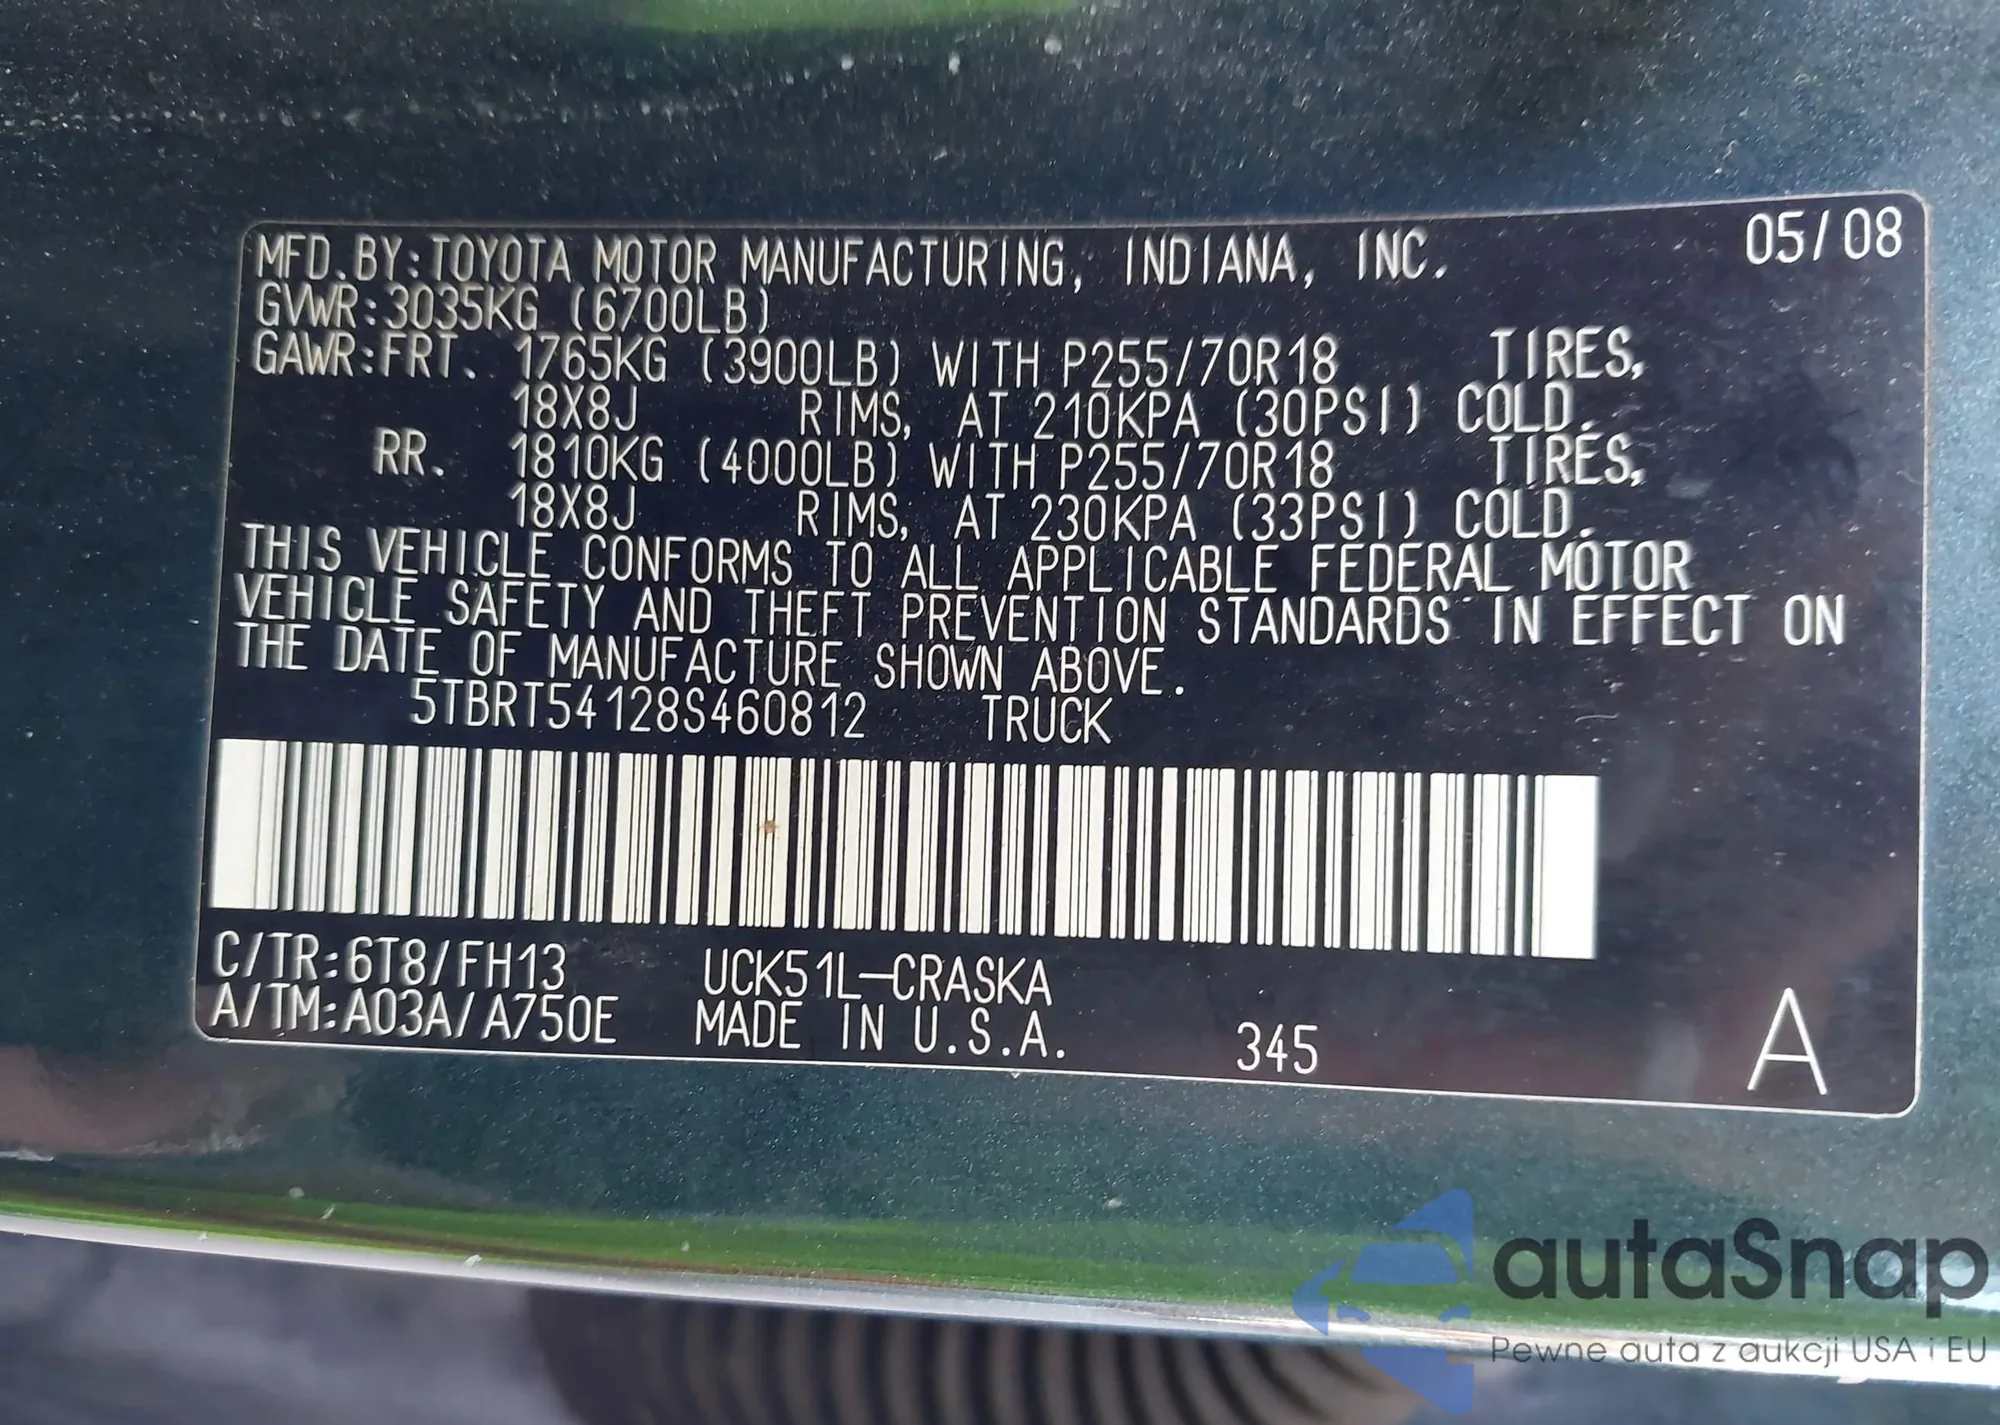 MFD.BY:TOYOTA MOTOR MANUFACTURING, INDIANA, INC. 05/08
GVWR:3035KG (6700LB)
GAWR:FRT. 1765KG (3900LB) WITH P255/70R18 TIRES,
18X8J RIMS, AT 210KPA (30PSI) COLD.
RR. 1810KG (4000LB) WITH P255/70R18 TIRES,
18X8J RIMS, AT 230KPA (33PSI) COLD.
THIS VEHICLE CONFORMS TO ALL APPLICABLE FEDERAL MOTOR
VEHICLE SAFETY AND THEFT PREVENTION STANDARDS IN EFFECT ON
THE DATE OF MANUFACTURE SHOWN ABOVE.
5TBRT54128S460812 TRUCK
C/TR:6T8/FH13 UCK51L-CRASKA
A/TM:A03A/A750E MADE IN U.S.A. 345 A
autaSnap
Pewne auta z aukcji USA i EU